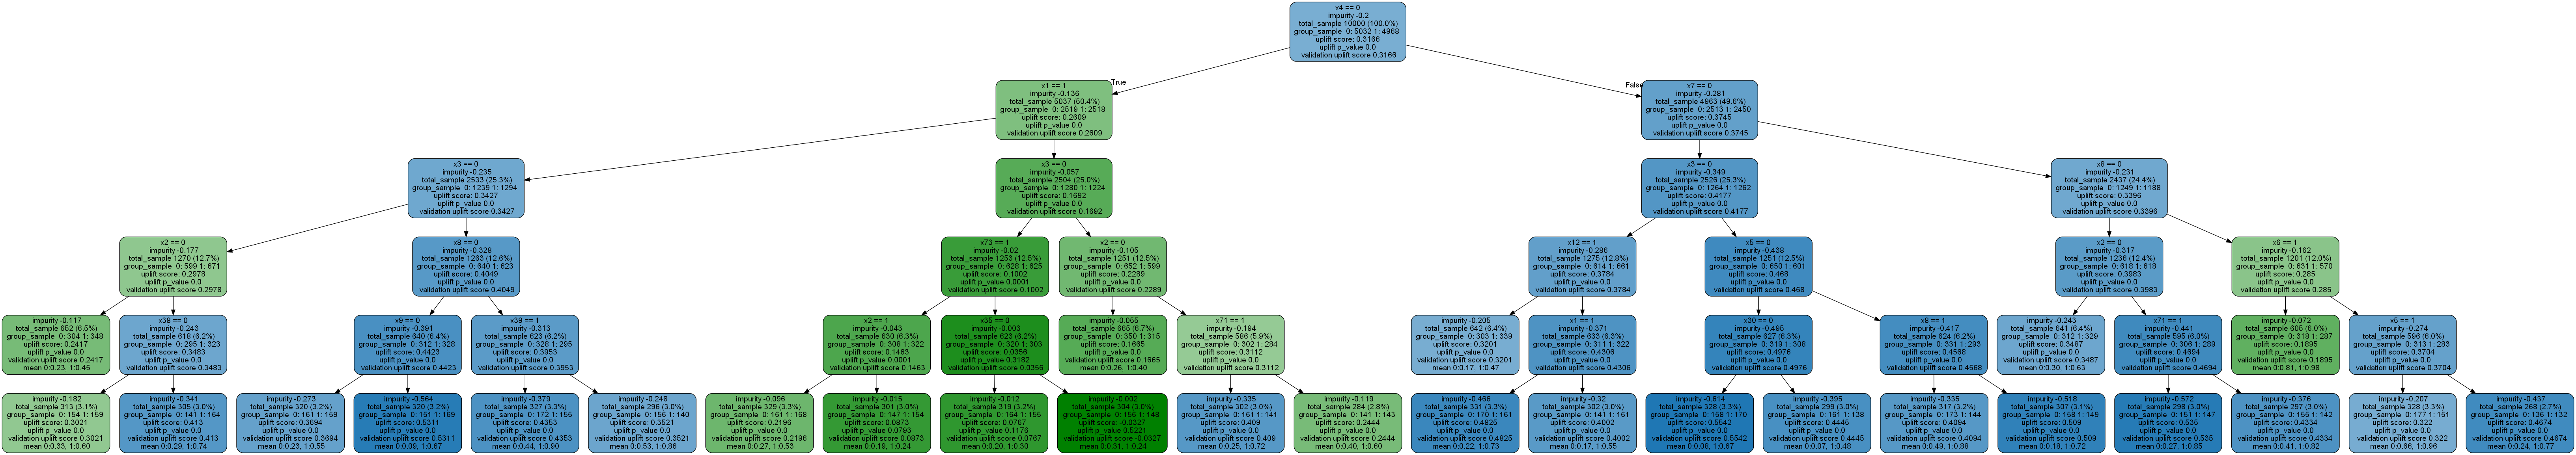 x4 == 0
impurity -0.2
total_sample 10000 (100.0%)
group_sample 0: 5032 1: 4968
uplift score: 0.3166
uplift p_value 0.0
validation uplift score 0.3166
True
False
x1 == 1
impurity -0.136
total_sample 5037 (50.4%)
group_sample 0: 2519 1: 2518
uplift score: 0.2609
uplift p_value 0.0
validation uplift score 0.2609
x7 == 0
impurity -0.281
total_sample 4963 (49.6%)
group_sample 0: 2513 1: 2450
uplift score: 0.3745
uplift p_value 0.0
validation uplift score 0.3745
x3 == 0
impurity -0.235
total_sample 2533 (25.3%)
group_sample 0: 1239 1: 1294
uplift score: 0.3427
uplift p_value 0.0
validation uplift score 0.3427
x3 == 0
impurity -0.057
total_sample 2504 (25.0%)
group_sample 0: 1280 1: 1224
uplift score: 0.1692
uplift p_value 0.0
validation uplift score 0.1692
x3 == 0
impurity -0.349
total_sample 2526 (25.3%)
group_sample 0: 1264 1: 1262
uplift score: 0.4177
uplift p_value 0.0
validation uplift score 0.4177
x8 == 0
impurity -0.231
total_sample 2437 (24.4%)
group_sample 0: 1249 1: 1188
uplift score: 0.3396
uplift p_value 0.0
validation uplift score 0.3396
x2 == 0
impurity -0.177
total_sample 1270 (12.7%)
group_sample 0: 599 1: 671
uplift score: 0.2978
uplift p_value 0.0
validation uplift score 0.2978
x8 == 0
impurity -0.328
total_sample 1263 (12.6%)
group_sample 0: 640 1: 623
uplift score: 0.4049
uplift p_value 0.0
validation uplift score 0.4049
x73 == 1
impurity -0.02
total_sample 1253 (12.5%)
group_sample 0: 628 1: 625
uplift score: 0.1002
uplift p_value 0.0001
validation uplift score 0.1002
x2 == 0
impurity -0.105
total_sample 1251 (12.5%)
group_sample 0: 652 1: 599
uplift score: 0.2289
uplift p_value 0.0
validation uplift score 0.2289
x12 == 1
impurity -0.286
total_sample 1275 (12.8%)
group_sample 0: 614 1: 661
uplift score: 0.3784
uplift p_value 0.0
validation uplift score 0.3784
x5 == 0
impurity -0.438
total_sample 1251 (12.5%)
group_sample 0: 650 1: 601
uplift score: 0.468
uplift p_value 0.0
validation uplift score 0.468
x2 == 0
impurity -0.317
total_sample 1236 (12.4%)
group_sample 0: 618 1: 618
uplift score: 0.3983
uplift p_value 0.0
validation uplift score 0.3983
x6 == 1
impurity -0.162
total_sample 1201 (12.0%)
group_sample 0: 631 1: 570
uplift score: 0.285
uplift p_value 0.0
validation uplift score 0.285
impurity -0.117
total_sample 652 (6.5%)
group_sample 0: 304 1: 348
uplift score: 0.2417
uplift p_value 0.0
validation uplift score 0.2417
mean 0:0.23, 1:0.45
x38 == 0
impurity -0.243
total_sample 618 (6.2%)
group_sample 0: 295 1: 323
uplift score: 0.3483
uplift p_value 0.0
validation uplift score 0.3483
x9 == 0
impurity -0.391
total_sample 640 (6.4%)
group_sample 0: 312 1: 328
uplift score: 0.4423
uplift p_value 0.0
validation uplift score 0.4423
x39 == 1
impurity -0.313
total_sample 623 (6.2%)
group_sample 0: 328 1: 295
uplift score: 0.3953
uplift p_value 0.0
validation uplift score 0.3953
x2 == 1
impurity -0.043
total_sample 630 (6.3%)
group_sample 0: 308 1: 322
uplift score: 0.1463
uplift p_value 0.0001
validation uplift score 0.1463
x35 == 0
impurity -0.003
total_sample 623 (6.2%)
group_sample 0: 320 1: 303
uplift score: 0.0356
uplift p_value 0.3182
validation uplift score 0.0356
impurity -0.055
total_sample 665 (6.7%)
group_sample 0: 350 1: 315
uplift score: 0.1665
uplift p_value 0.0
validation uplift score 0.1665
mean 0:0.26, 1:0.40
x71 == 1
impurity -0.194
total_sample 586 (5.9%)
group_sample 0: 302 1: 284
uplift score: 0.3112
uplift p_value 0.0
validation uplift score 0.3112
impurity -0.205
total_sample 642 (6.4%)
group_sample 0: 303 1: 339
uplift score: 0.3201
uplift p_value 0.0
validation uplift score 0.3201
mean 0:0.17, 1:0.47
x1 == 1
impurity -0.371
total_sample 633 (6.3%)
group_sample 0: 311 1: 322
uplift score: 0.4306
uplift p_value 0.0
validation uplift score 0.4306
x30 == 0
impurity -0.495
total_sample 627 (6.3%)
group_sample 0: 319 1: 308
uplift score: 0.4976
uplift p_value 0.0
validation uplift score 0.4976
x8 == 1
impurity -0.417
total_sample 624 (6.2%)
group_sample 0: 331 1: 293
uplift score: 0.4568
uplift p_value 0.0
validation uplift score 0.4568
impurity -0.243
total_sample 641 (6.4%)
group_sample 0: 312 1: 329
uplift score: 0.3487
uplift p_value 0.0
validation uplift score 0.3487
mean 0:0.30, 1:0.63
x71 == 1
impurity -0.441
total_sample 595 (6.0%)
group_sample 0: 306 1: 289
uplift score: 0.4694
uplift p_value 0.0
validation uplift score 0.4694
impurity -0.072
total_sample 605 (6.0%)
group_sample 0: 318 1: 287
uplift score: 0.1895
uplift p_value 0.0
validation uplift score 0.1895
mean 0:0.81, 1:0.98
x5 == 1
impurity -0.274
total_sample 596 (6.0%)
group_sample 0: 313 1: 283
uplift score: 0.3704
uplift p_value 0.0
validation uplift score 0.3704
impurity -0.182
total_sample 313 (3.1%)
group_sample 0: 154 1: 159
uplift score: 0.3021
uplift p_value 0.0
validation uplift score 0.3021
mean 0:0.33, 1:0.60
impurity -0.341
total_sample 305 (3.0%)
group_sample 0: 141 1: 164
uplift score: 0.413
uplift p_value 0.0
validation uplift score 0.413
mean 0:0.29, 1:0.74
impurity -0.273
total_sample 320 (3.2%)
group_sample 0: 161 1: 159
uplift score: 0.3694
uplift p_value 0.0
validation uplift score 0.3694
mean 0:0.23, 1:0.55
impurity -0.564
total_sample 320 (3.2%)
group_sample 0: 151 1: 169
uplift score: 0.5311
uplift p_value 0.0
validation uplift score 0.5311
mean 0:0.09, 1:0.67
impurity -0.379
total_sample 327 (3.3%)
group_sample 0: 172 1: 155
uplift score: 0.4353
uplift p_value 0.0
validation uplift score 0.4353
mean 0:0.44, 1:0.90
impurity -0.248
total_sample 296 (3.0%)
group_sample 0: 156 1: 140
uplift score: 0.3521
uplift p_value 0.0
validation uplift score 0.3521
mean 0:0.53, 1:0.86
impurity -0.096
total_sample 329 (3.3%)
group_sample 0: 161 1: 168
uplift score: 0.2196
uplift p_value 0.0
validation uplift score 0.2196
mean 0:0.27, 1:0.53
impurity -0.015
total_sample 301 (3.0%)
group_sample 0: 147 1: 154
uplift score: 0.0873
uplift p_value 0.0793
validation uplift score 0.0873
mean 0:0.19, 1:0.24
impurity -0.012
total_sample 319 (3.2%)
group_sample 0: 164 1: 155
uplift score: 0.0767
uplift p_value 0.1176
validation uplift score 0.0767
mean 0:0.20, 1:0.30
impurity -0.002
total_sample 304 (3.0%)
group_sample 0: 156 1: 148
uplift score: -0.0327
uplift p_value 0.5221
validation uplift score -0.0327
mean 0:0.31, 1:0.24
impurity -0.335
total_sample 302 (3.0%)
group_sample 0: 161 1: 141
uplift score: 0.409
uplift p_value 0.0
validation uplift score 0.409
mean 0:0.25, 1:0.72
impurity -0.119
total_sample 284 (2.8%)
group_sample 0: 141 1: 143
uplift score: 0.2444
uplift p_value 0.0
validation uplift score 0.2444
mean 0:0.40, 1:0.60
impurity -0.466
total_sample 331 (3.3%)
group_sample 0: 170 1: 161
uplift score: 0.4825
uplift p_value 0.0
validation uplift score 0.4825
mean 0:0.22, 1:0.73
impurity -0.32
total_sample 302 (3.0%)
group_sample 0: 141 1: 161
uplift score: 0.4002
uplift p_value 0.0
validation uplift score 0.4002
mean 0:0.17, 1:0.55
impurity -0.614
total_sample 328 (3.3%)
group_sample 0: 158 1: 170
uplift score: 0.5542
uplift p_value 0.0
validation uplift score 0.5542
mean 0:0.08, 1:0.67
impurity -0.395
total_sample 299 (3.0%)
group_sample 0: 161 1: 138
uplift score: 0.4445
uplift p_value 0.0
validation uplift score 0.4445
mean 0:0.07, 1:0.48
impurity -0.335
total_sample 317 (3.2%)
group_sample 0: 173 1: 144
uplift score: 0.4094
uplift p_value 0.0
validation uplift score 0.4094
mean 0:0.49, 1:0.88
impurity -0.518
total_sample 307 (3.1%)
group_sample 0: 158 1: 149
uplift score: 0.509
uplift p_value 0.0
validation uplift score 0.509
mean 0:0.18, 1:0.72
impurity -0.572
total_sample 298 (3.0%)
group_sample 0: 151 1: 147
uplift score: 0.535
uplift p_value 0.0
validation uplift score 0.535
mean 0:0.27, 1:0.85
impurity -0.376
total_sample 297 (3.0%)
group_sample 0: 155 1: 142
uplift score: 0.4334
uplift p_value 0.0
validation uplift score 0.4334
mean 0:0.41, 1:0.82
impurity -0.207
total_sample 328 (3.3%)
group_sample 0: 177 1: 151
uplift score: 0.322
uplift p_value 0.0
validation uplift score 0.322
mean 0:0.66, 1:0.96
impurity -0.437
total_sample 268 (2.7%)
group_sample 0: 136 1: 132
uplift score: 0.4674
uplift p_value 0.0
validation uplift score 0.4674
mean 0:0.24, 1:0.77